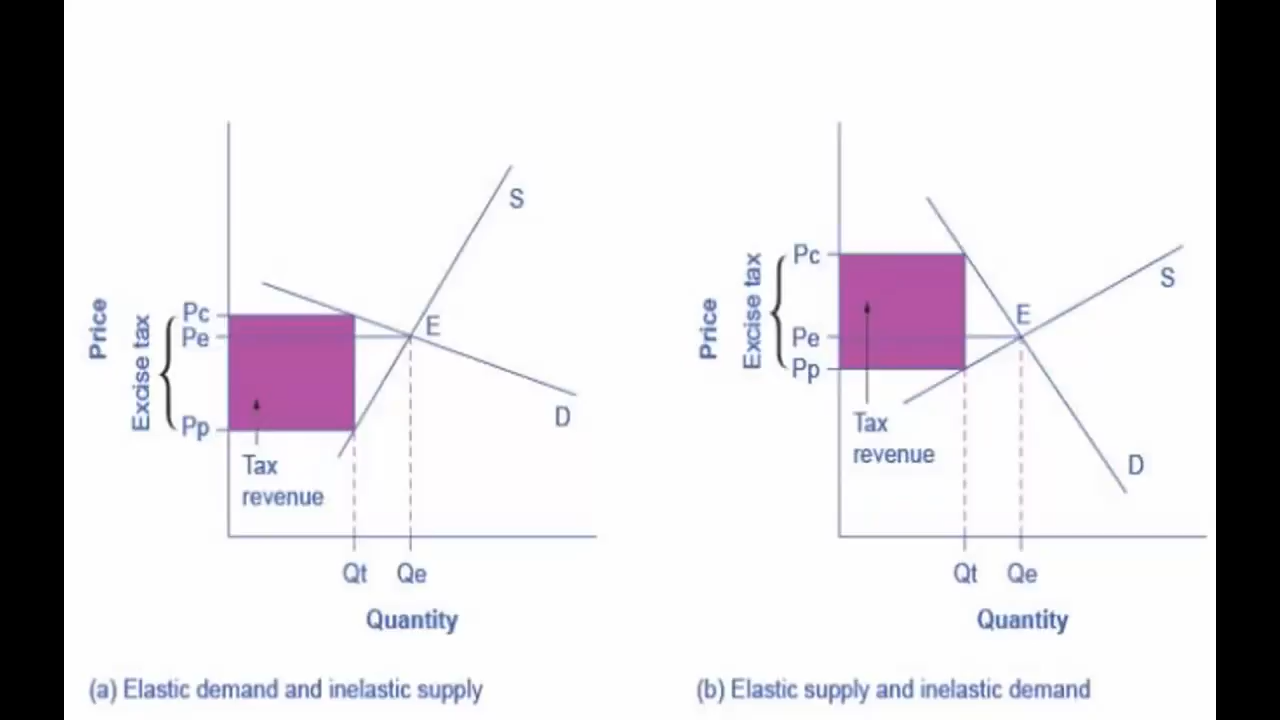 S
Pc
Pe
E
Pp
D
Price
Excise tax
Tax
revenue
Qt
Qe
Quantity
(a) Elastic demand and inelastic supply
Pc
S
E
Pe
Pp
D
Price
Excise tax
Tax
revenue
Qt
Qe
Quantity
(b) Elastic supply and inelastic demand